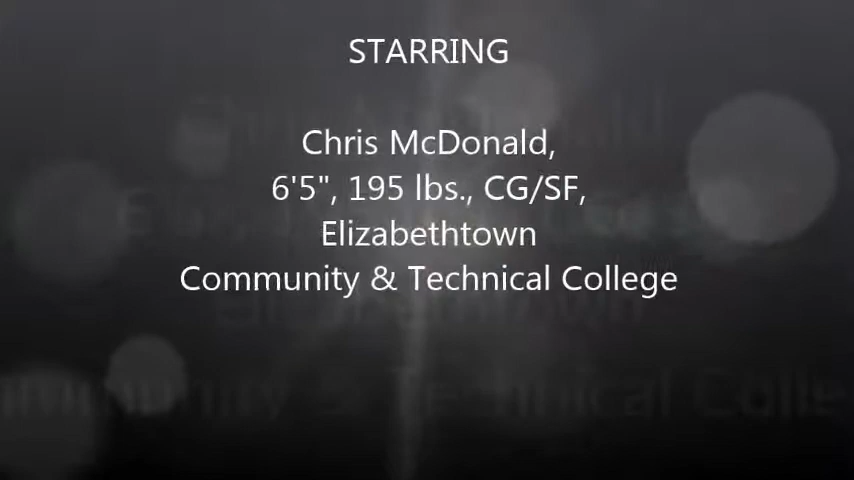 STARRING
Chris McDonald,
6'5", 195 lbs., CG/SF,
Elizabethtown
Community & Technical College